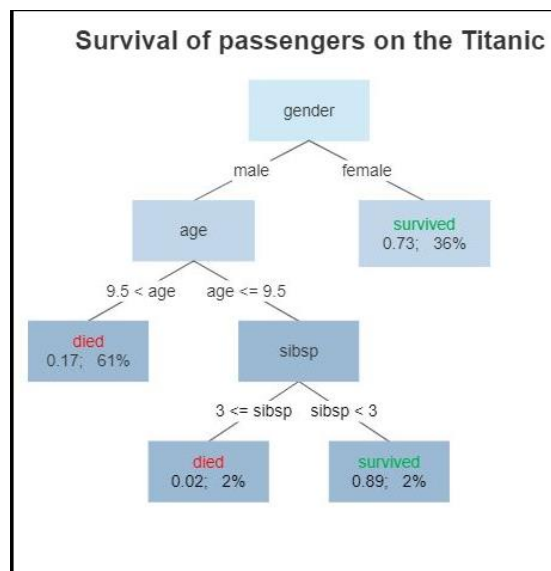 Survival of passengers on the Titanic
gender
male female
age
survived
0.73; 36%
9.5 < age age <= 9.5
died
0.17; 61%
sibsp
3 <= sibsp sibsp < 3
died
0.02; 2%
survived
0.89; 2%